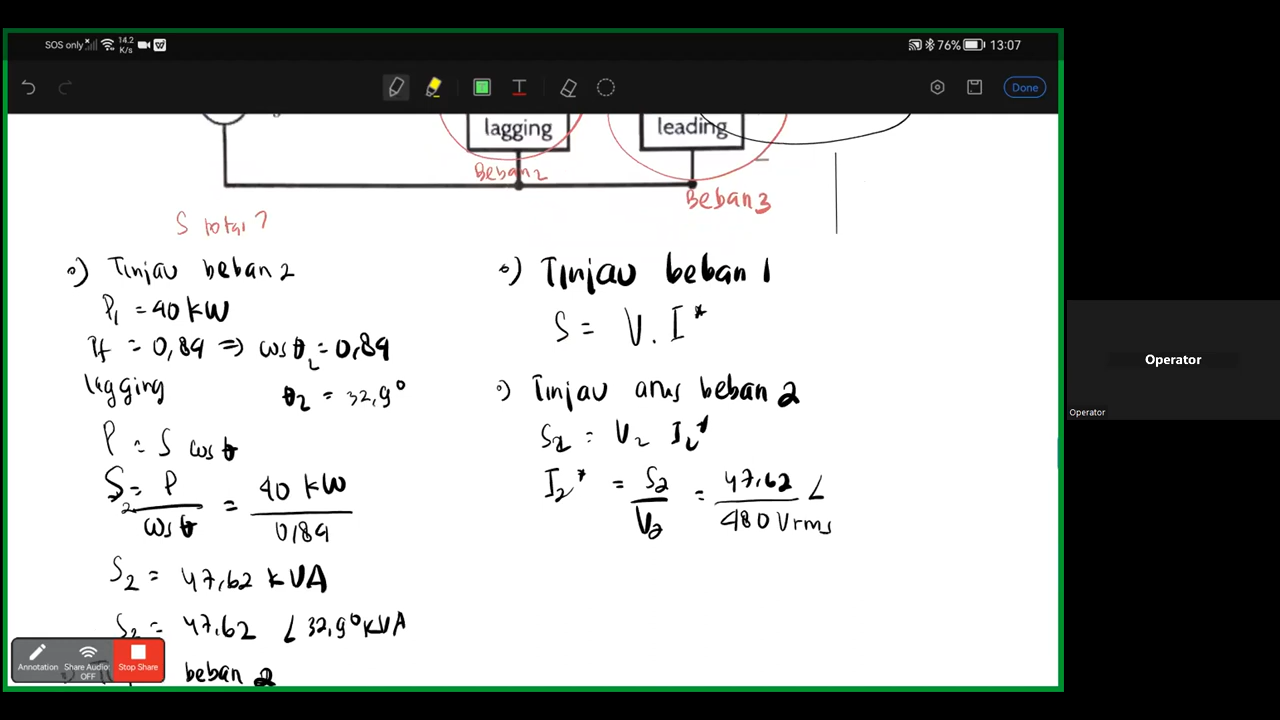 SOS only 14.2 K/s W 76% 13:07
T Done
lagging leading
Beban 2
Beban 3
S total ?
o) Tinjau beban 2
P1 = 40 kW
Pf = 0,84 => cos θ2 = 0,84
lagging θ2 = 32,9°
P = S cos θ
S2 = P / cos θ = 40 kW / 0,84
S2 = 47,62 kVA
S2 = 47.62 ∠ 32,9° kVA
beban 2
o) Tinjau beban 1
S = V . I*
o) Tinjau arus beban 2
S2 = V2 I2*
I2* = S2 / V2 = 47.62 ∠ / 480 Vrms
Annotation Share Audio: OFF Stop Share
Operator
Operator